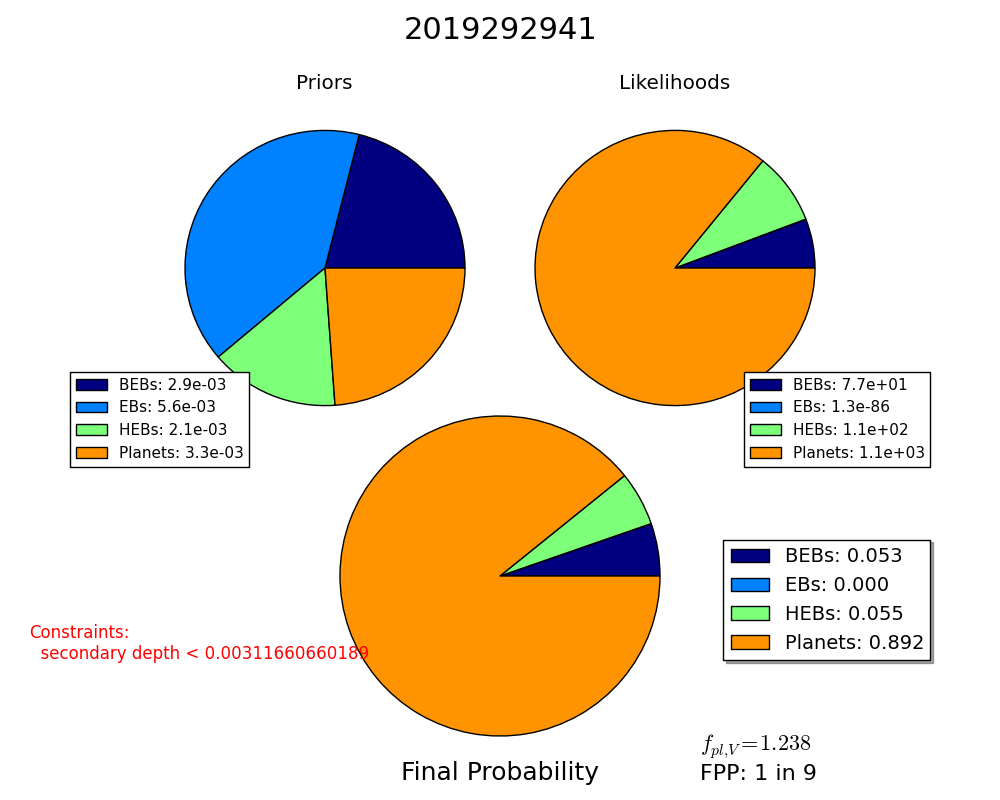 2019292941
Priors
Likelihoods
BEBs: 2.9e-03
EBs: 5.6e-03
HEBs: 2.1e-03
Planets: 3.3e-03
BEBs: 7.7e+01
EBs: 1.3e-86
HEBs: 1.1e+02
Planets: 1.1e+03
BEBs: 0.053
EBs: 0.000
HEBs: 0.055
Planets: 0.892
Constraints:
secondary depth < 0.00311660660189
f_{pl,V}=1.238
Final Probability
FPP: 1 in 9